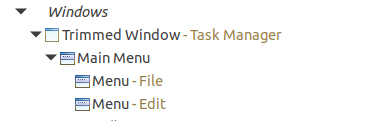 Windows
Trimmed Window - Task Manager
Main Menu
Menu - File
Menu - Edit